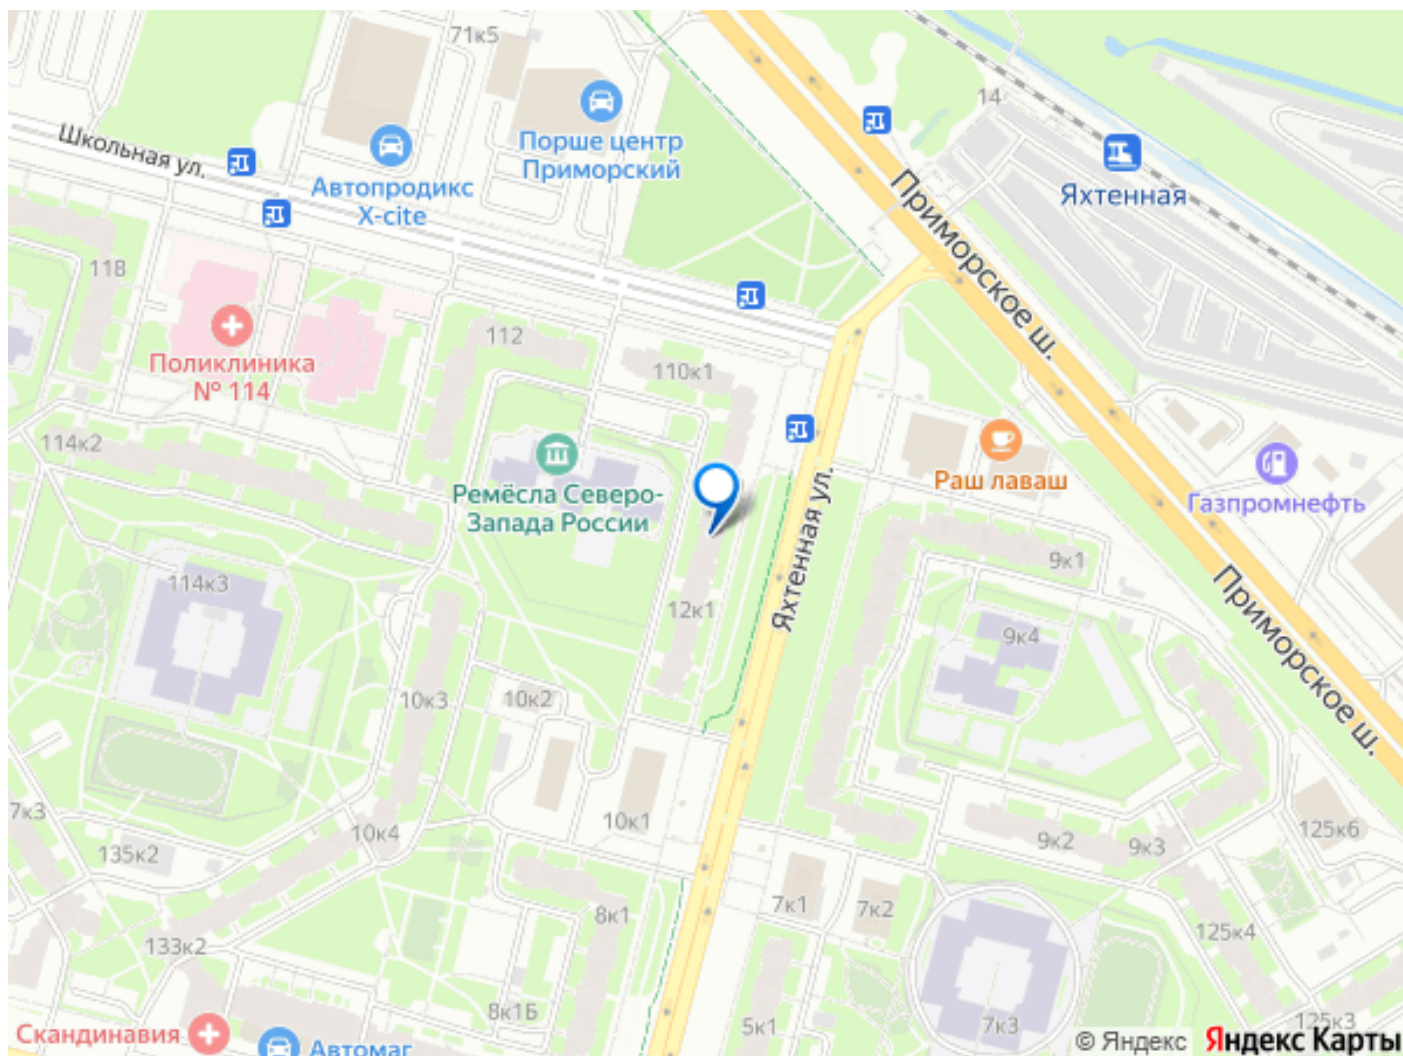 71к5
14
Порше центр
Приморский
Школьная ул.
Автопродикс
X-cite
Яхтенная
Приморское ш.
118
112
110к1
Поликлиника
№ 114
114к2
Ремёсла Северо-
Запада России
Раш лаваш
Газпромнефть
Яхтенная ул.
9к1
114к3
12к1
9к4
Приморское ш.
10к3
10к2
7к3
10к4
10к1
135к2
9к2
9к3
125к6
7к1
7к2
8к1
133к2
125к4
8к1Б
5к1
7к3
125к3
Скандинавия
Автомаг
© Яндекс Яндекс Карты